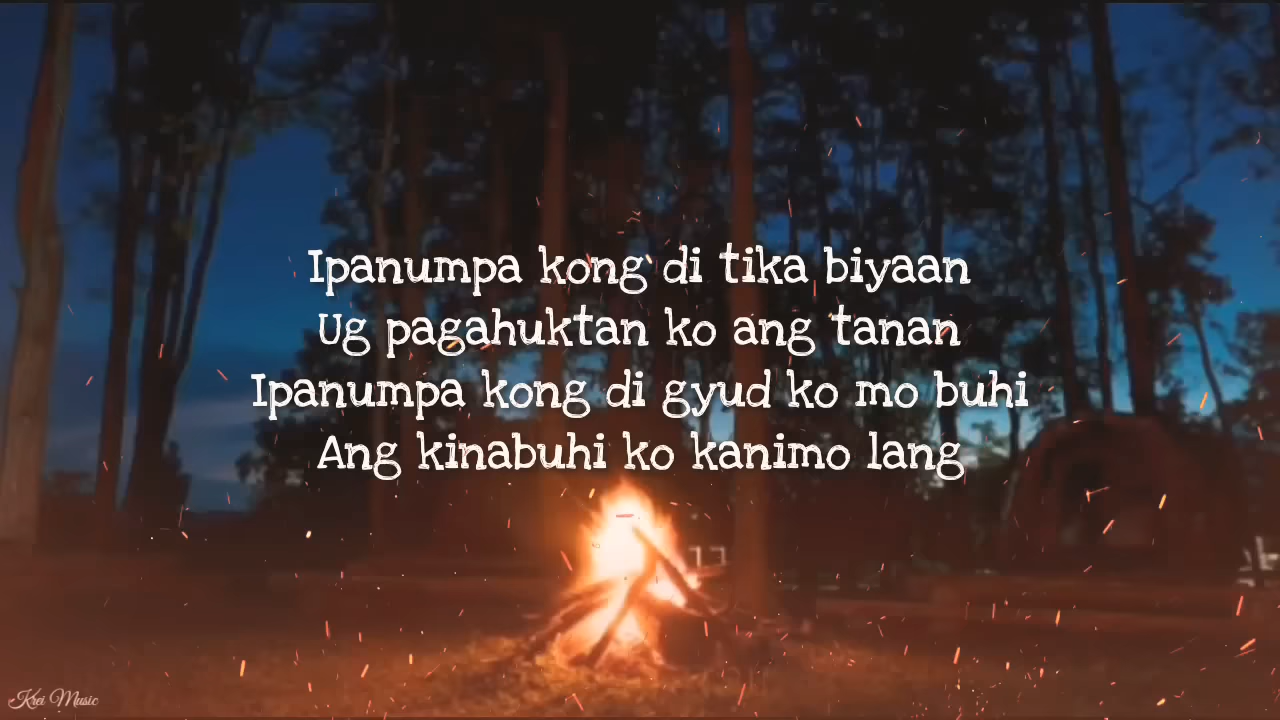 Ipanumpa kong di tika biyaan
Ug pagahuktan ko ang tanan
Ipanumpa kong di gyud ko mo buhi
Ang kinabuhi ko kanimo lang
Krei Music